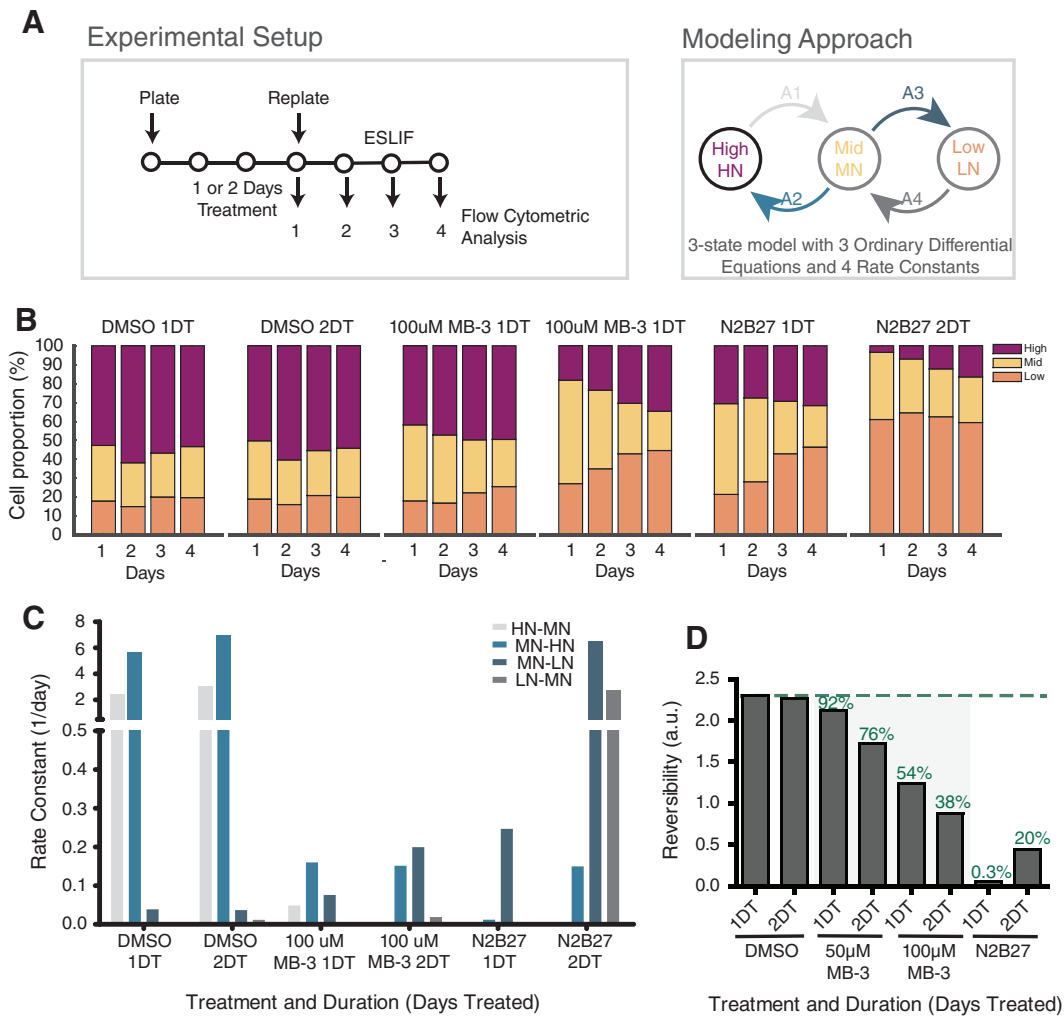 A
Experimental Setup
Plate
Replate
ESLIF
1 or 2 Days
Treatment
1
2
3
4
Flow Cytometric
Analysis
Modeling Approach
A1
A3
High
HN
Mid
MN
Low
LN
A2
A4
3-state model with 3 Ordinary Differential
Equations and 4 Rate Constants
B
DMSO 1DT
DMSO 2DT
100uM MB-3 1DT
100uM MB-3 1DT
N2B27 1DT
N2B27 2DT
High
Mid
Low
Cell proportion (%)
100
90
80
70
60
50
40
30
20
10
0
1 2 3 4
1 2 3 4
1 2 3 4
1 2 3 4
1 2 3 4
1 2 3 4
Days
Days
-
Days
Days
Days
Days
C
HN-MN
MN-HN
MN-LN
LN-MN
Rate Constant (1/day)
8
6
4
2
0.5
0.4
0.3
0.2
0.1
0.0
DMSO
1DT
DMSO
2DT
100 uM
MB-3 1DT
100 uM
MB-3 2DT
N2B27
1DT
N2B27
2DT
Treatment and Duration (Days Treated)
D
Reversibility (a.u.)
2.5
2.0
1.5
1.0
0.5
0.0
92%
76%
54%
38%
0.3%
20%
1DT
2DT
1DT
2DT
1DT
2DT
1DT
2DT
DMSO
50µM
MB-3
100µM
MB-3
N2B27
Treatment and Duration (Days Treated)